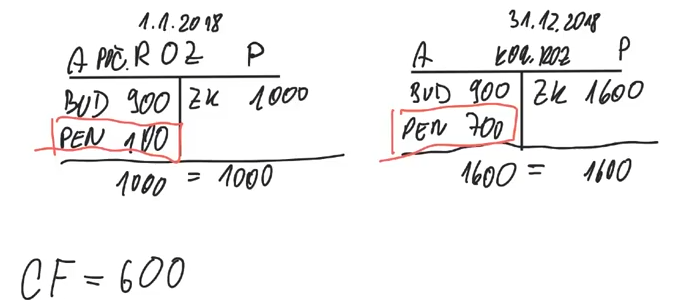 1.1.2018
A POČ. ROZ P
BUD 900 ZK 1000
PEN 100
1000 = 1000
31.12.2018
A KON. ROZ P
BUD 900 ZK 1600
PEN 700
1600 = 1600
CF = 600